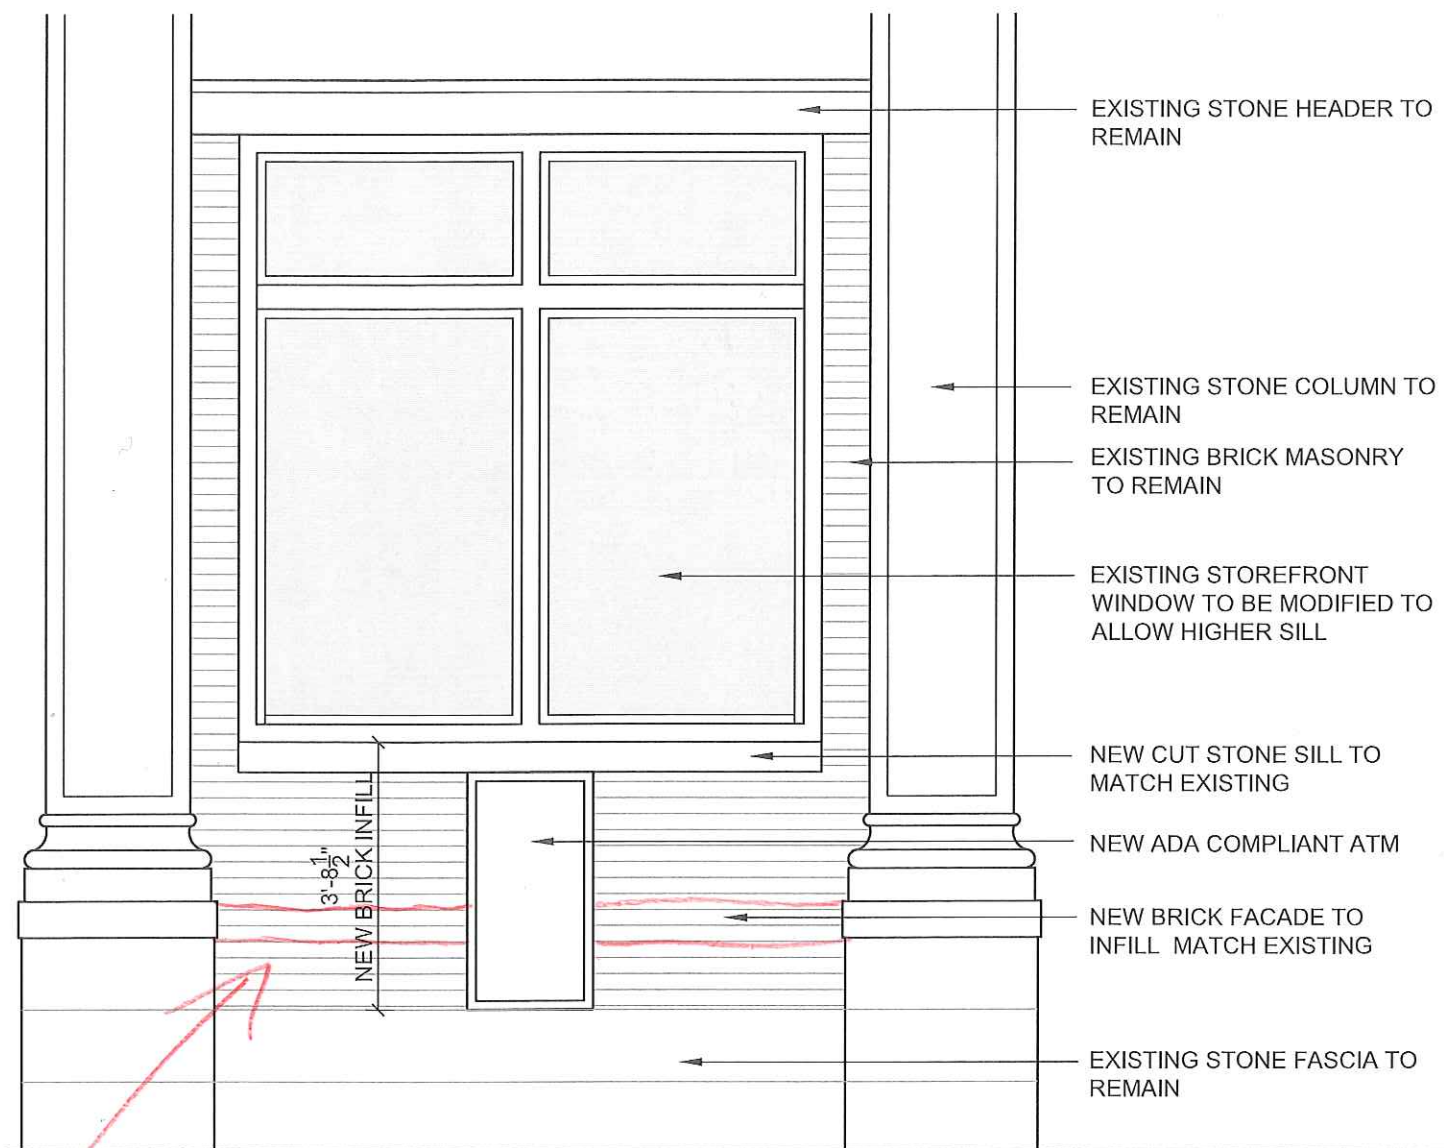 EXISTING STONE HEADER TO
REMAIN
EXISTING STONE COLUMN TO
REMAIN
EXISTING BRICK MASONRY
TO REMAIN
EXISTING STOREFRONT
WINDOW TO BE MODIFIED TO
ALLOW HIGHER SILL
NEW CUT STONE SILL TO
MATCH EXISTING
NEW ADA COMPLIANT ATM
NEW BRICK FACADE TO
INFILL MATCH EXISTING
EXISTING STONE FASCIA TO
REMAIN
3'-8 1/2"
NEW BRICK INFILL